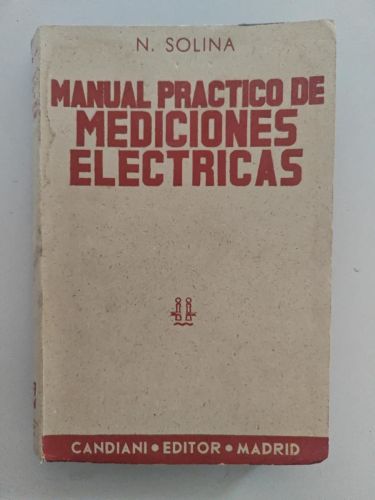 N. SOLINA
MANUAL PRACTICO DE
MEDICIONES
ELECTRICAS
CANDIANI • EDITOR • MADRID